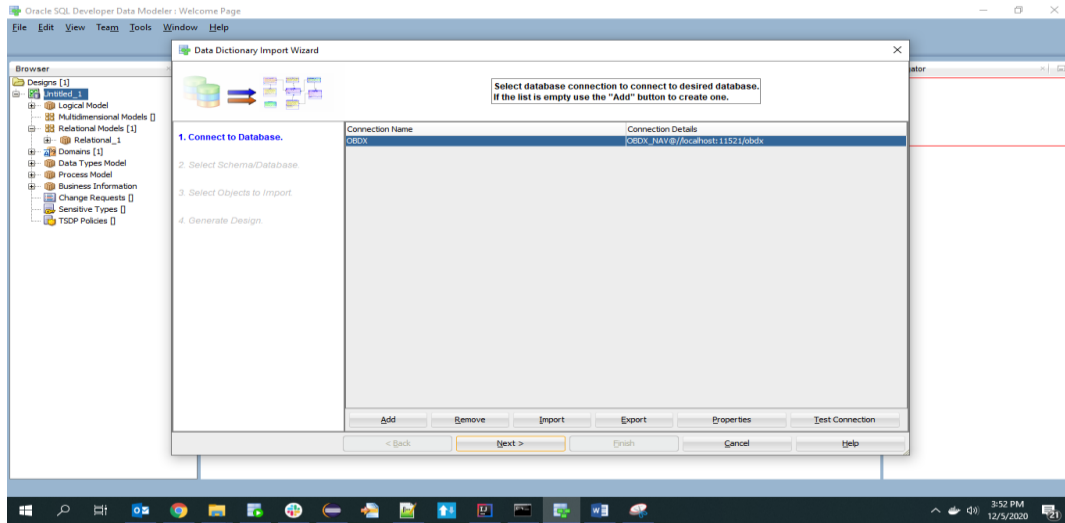 Oracle SQL Developer Data Modeler : Welcome Page
File Edit View Team Tools Window Help
Data Dictionary Import Wizard
Browser
ator
Designs [1]
Untitled_1
Logical Model
Multidimensional Models []
Relational Models [1]
Relational_1
Domains [1]
Data Types Model
Process Model
Business Information
Change Requests []
Sensitive Types []
TSDP Policies []
Select database connection to connect to desired database.
If the list is empty use the "Add" button to create one.
1. Connect to Database.
2. Select Schema/Database.
3. Select Objects to Import.
4. Generate Design.
Connection Name Connection Details
OBDX OBDX_NAV@//localhost:11521/obdx
Add Remove Import Export Properties Test Connection
< Back Next > Finish Cancel Help
3:52 PM
12/5/2020
21